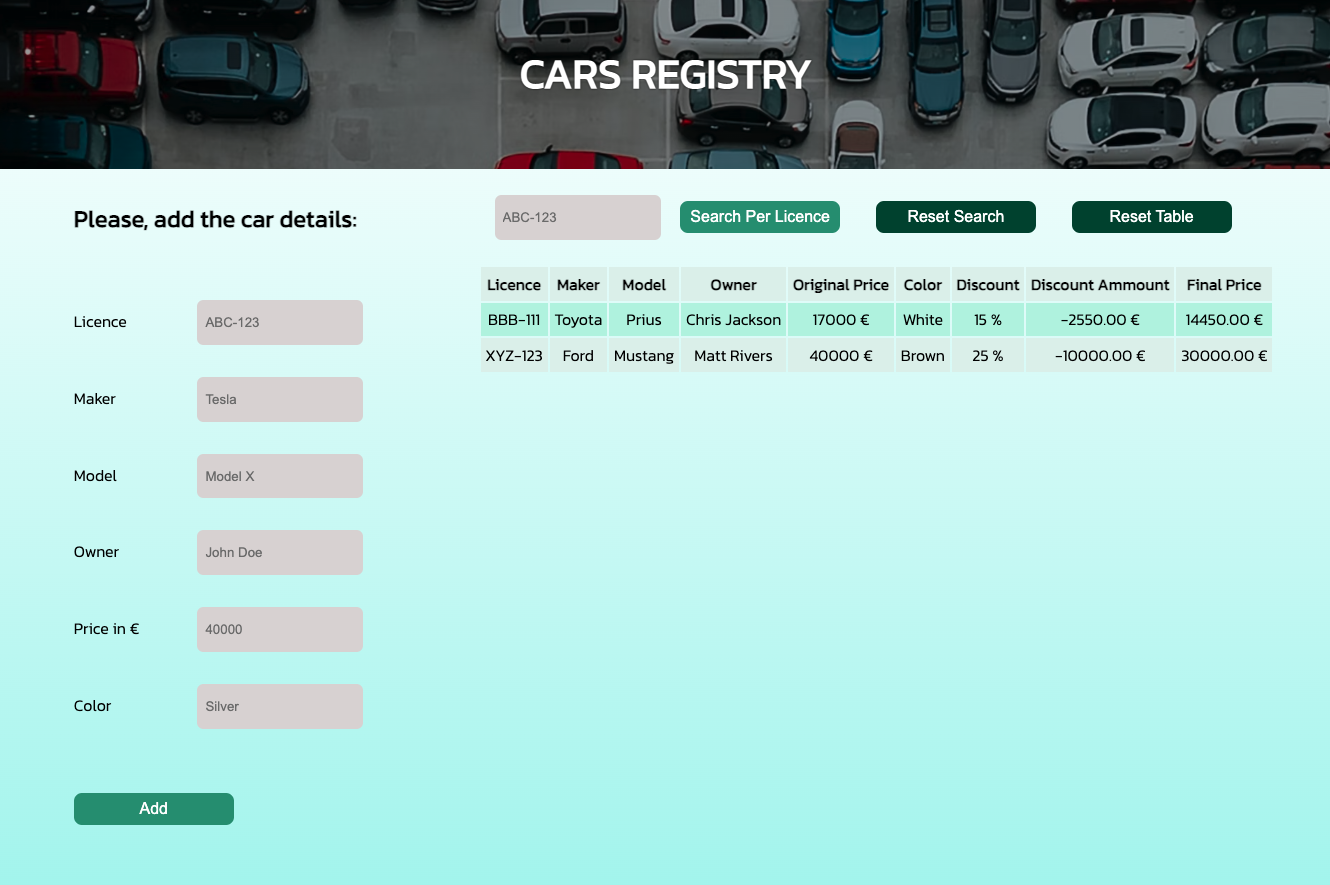 CARS REGISTRY
Please, add the car details:
Licence ABC-123
Maker Tesla
Model Model X
Owner John Doe
Price in € 40000
Color Silver
Add
ABC-123 Search Per Licence Reset Search Reset Table
Licence Maker Model Owner Original Price Color Discount Discount Ammount Final Price
BBB-111 Toyota Prius Chris Jackson 17000 € White 15 % -2550.00 € 14450.00 €
XYZ-123 Ford Mustang Matt Rivers 40000 € Brown 25 % -10000.00 € 30000.00 €